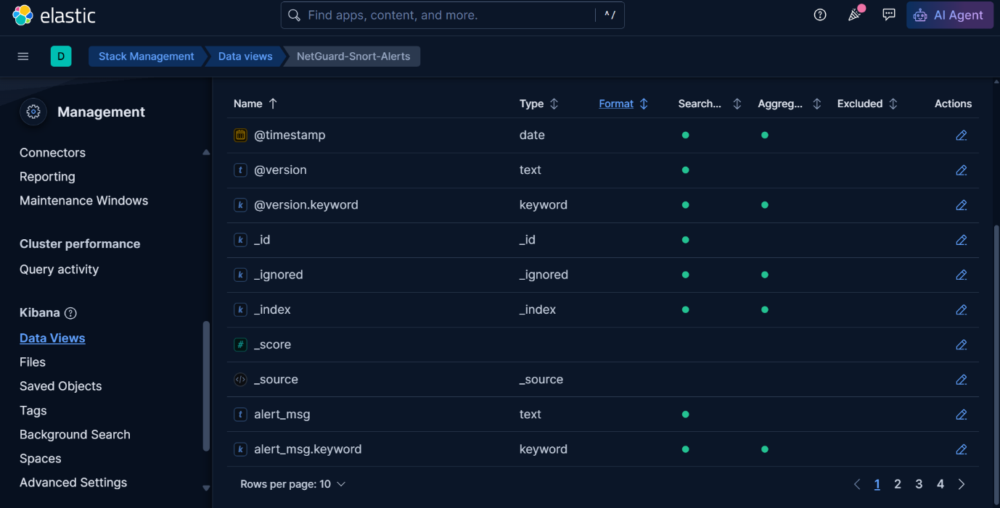 elastic
Find apps, content, and more.
^ /
AI Agent
D
Stack Management
Data views
NetGuard-Snort-Alerts
Management
Connectors
Reporting
Maintenance Windows
Cluster performance
Query activity
Kibana
Data Views
Files
Saved Objects
Tags
Background Search
Spaces
Advanced Settings
Name Type Format Search... Aggreg... Excluded Actions
@timestamp date
t @version text
k @version.keyword keyword
k _id _id
k _ignored _ignored
k _index _index
# _score
</> _source _source
t alert_msg text
k alert_msg.keyword keyword
Rows per page: 10
1 2 3 4